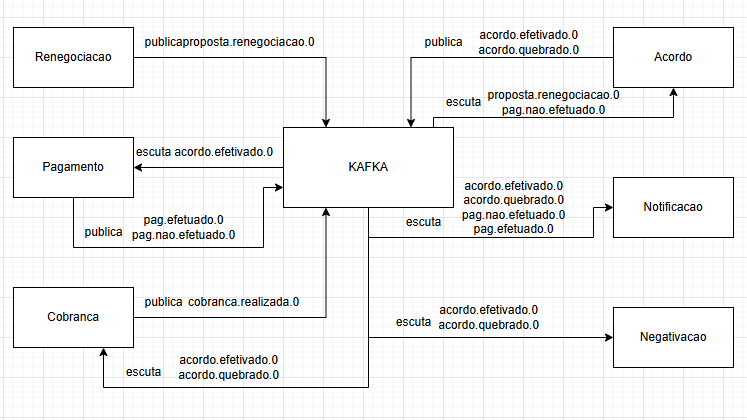 Renegociacao
publicaproposta.renegociacao.0
publica
acordo.efetivado.0
acordo.quebrado.0
Acordo
escuta
proposta.renegociacao.0
pag.nao.efetuado.0
Pagamento
escuta acordo.efetivado.0
KAFKA
publica
pag.efetuado.0
pag.nao.efetuado.0
escuta
acordo.efetivado.0
acordo.quebrado.0
pag.nao.efetuado.0
pag.efetuado.0
Notificacao
Cobranca
publica cobranca.realizada.0
escuta
acordo.efetivado.0
acordo.quebrado.0
Negativacao
escuta
acordo.efetivado.0
acordo.quebrado.0